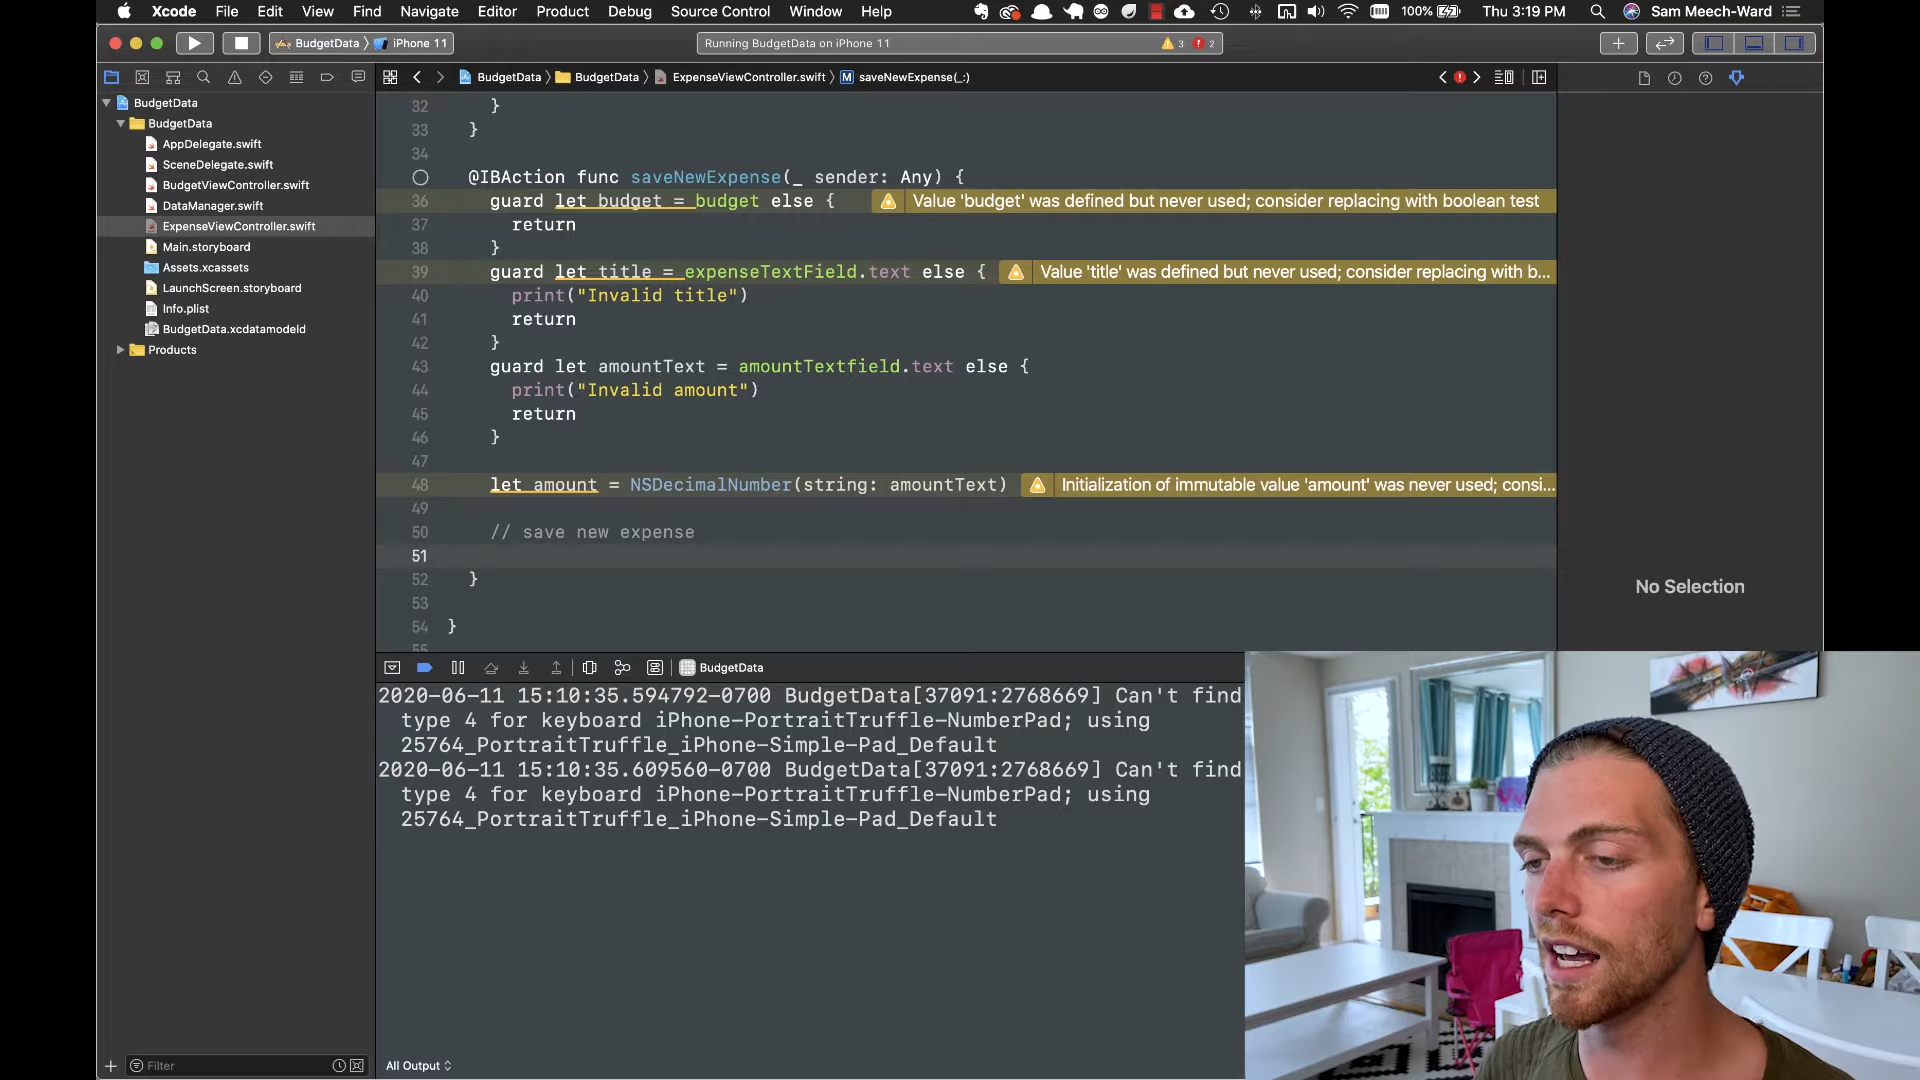 Xcode File Edit View Find Navigate Editor Product Debug Source Control Window Help 100% Thu 3:19 PM Sam Meech-Ward
BudgetData iPhone 11 Running BudgetData on iPhone 11 3 2
BudgetData BudgetData ExpenseViewController.swift M saveNewExpense(_:)
BudgetData
BudgetData
AppDelegate.swift
SceneDelegate.swift
BudgetViewController.swift
DataManager.swift
ExpenseViewController.swift
Main.storyboard
Assets.xcassets
LaunchScreen.storyboard
Info.plist
BudgetData.xcdatamodeld
Products
Filter
32 }
33 }
34
@IBAction func saveNewExpense(_ sender: Any) {
36 guard let budget = budget else { Value 'budget' was defined but never used; consider replacing with boolean test
37 return
38 }
39 guard let title = expenseTextField.text else { Value 'title' was defined but never used; consider replacing with b...
40 print("Invalid title")
41 return
42 }
43 guard let amountText = amountTextfield.text else {
44 print("Invalid amount")
45 return
46 }
47
48 let amount = NSDecimalNumber(string: amountText) Initialization of immutable value 'amount' was never used; consi...
49
50 // save new expense
51
52 }
53
54 }
55
No Selection
BudgetData
2020-06-11 15:10:35.594792-0700 BudgetData[37091:2768669] Can't find
type 4 for keyboard iPhone-PortraitTruffle-NumberPad; using
25764_PortraitTruffle_iPhone-Simple-Pad_Default
2020-06-11 15:10:35.609560-0700 BudgetData[37091:2768669] Can't find
type 4 for keyboard iPhone-PortraitTruffle-NumberPad; using
25764_PortraitTruffle_iPhone-Simple-Pad_Default
All Output